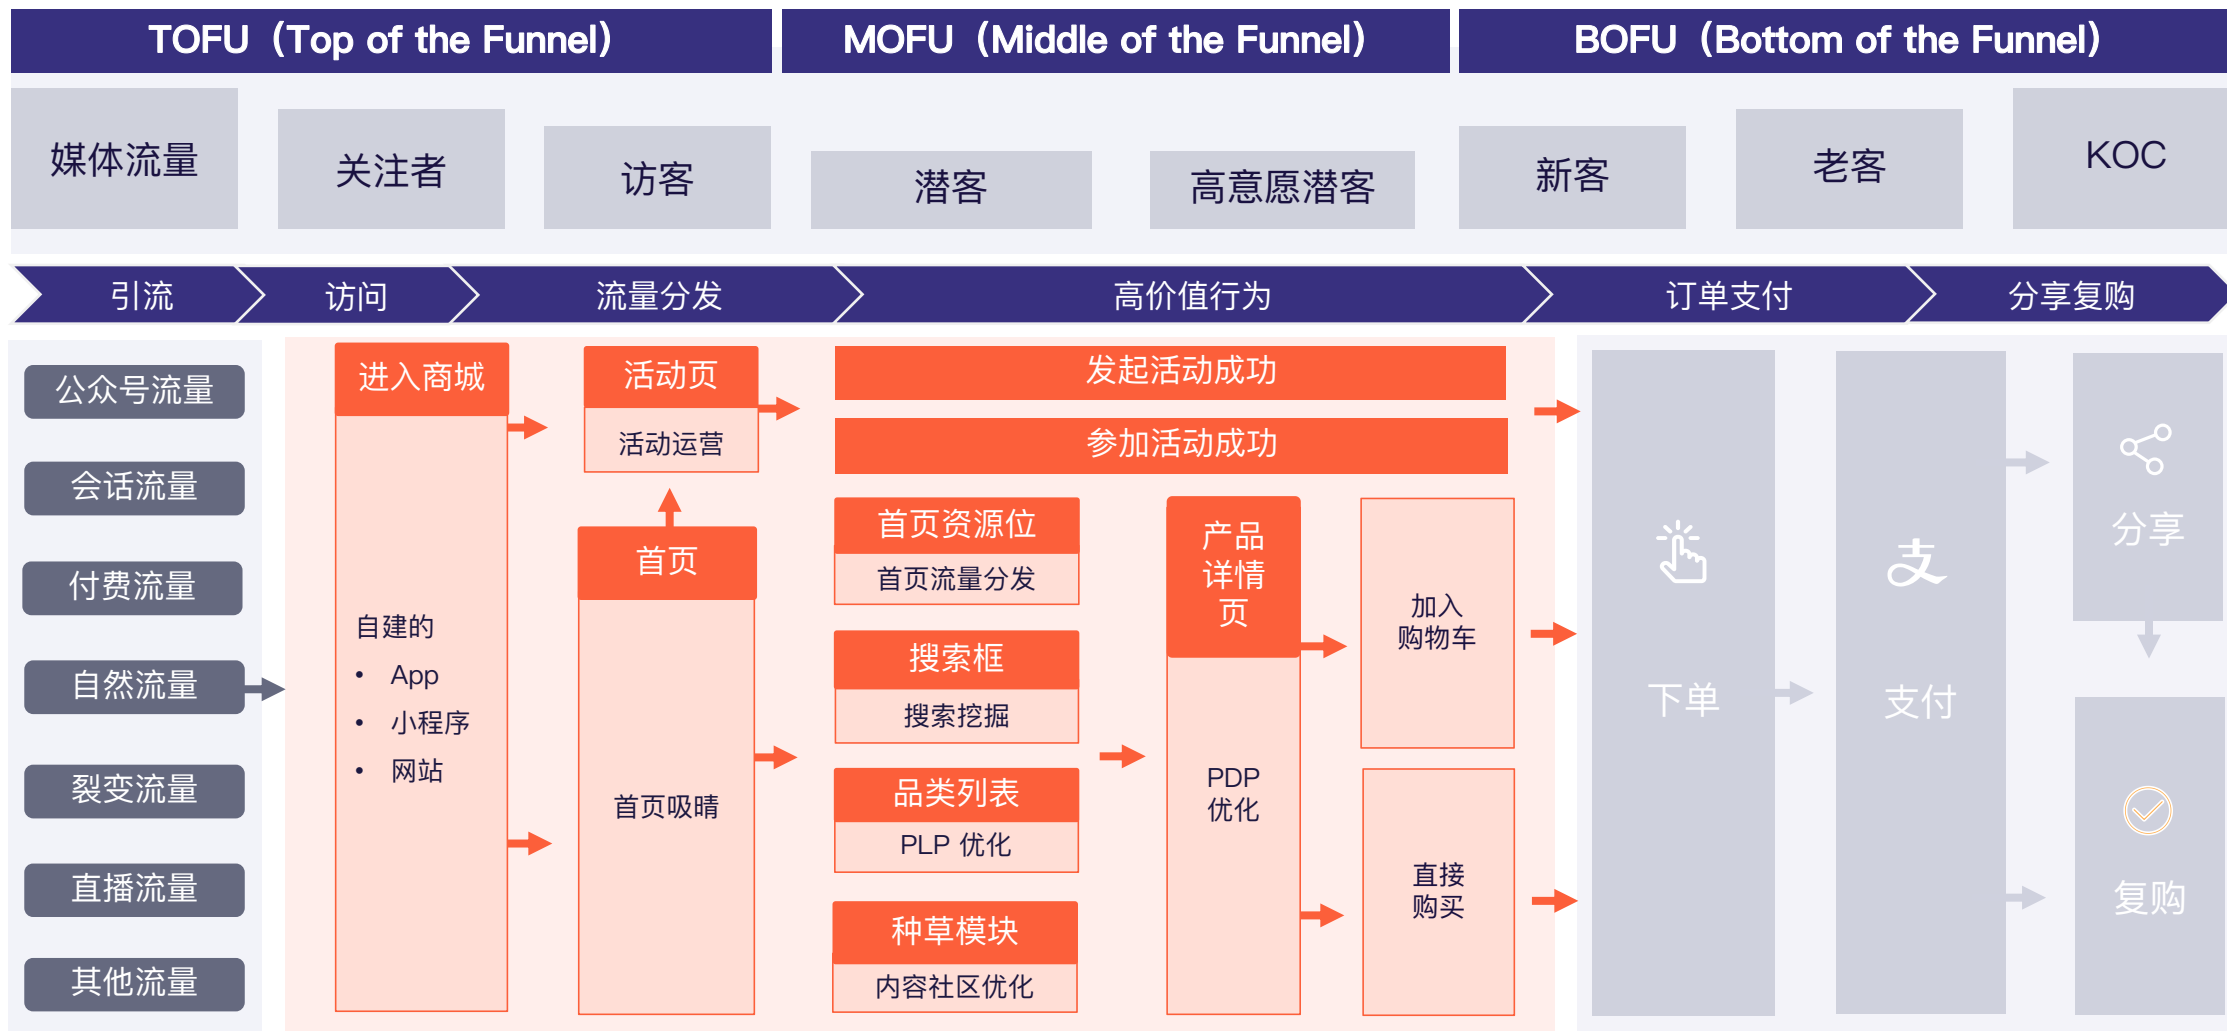 TOFU（Top of the Funnel）
MOFU（Middle of the Funnel）
BOFU（Bottom of the Funnel）
媒体流量
关注者
访客
潜客
高意愿潜客
新客
老客
KOC
引流
访问
流量分发
高价值行为
订单支付
分享复购
公众号流量
会话流量
付费流量
自然流量
裂变流量
直播流量
其他流量
进入商城
自建的
• App
• 小程序
• 网站
活动页
活动运营
首页
首页吸睛
发起活动成功
参加活动成功
首页资源位
首页流量分发
搜索框
搜索挖掘
品类列表
PLP 优化
种草模块
内容社区优化
产品
详情
页
PDP
优化
加入
购物车
直接
购买
下单
支
支付
分享
复购